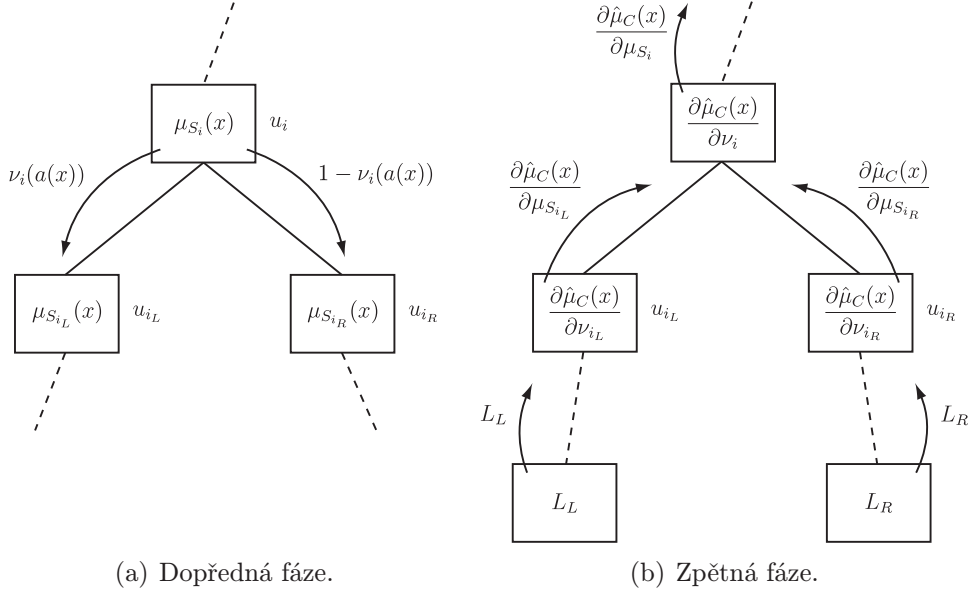 μ_{S_i}(x)
u_i
ν_i(a(x))
1 − ν_i(a(x))
μ_{S_{i_L}}(x)
u_{i_L}
μ_{S_{i_R}}(x)
u_{i_R}
(a) Dopředná fáze.
∂μ̂_C(x)
∂μ_{S_i}
∂μ̂_C(x)
∂ν_i
∂μ̂_C(x)
∂μ_{S_{i_L}}
∂μ̂_C(x)
∂μ_{S_{i_R}}
∂μ̂_C(x)
∂ν_{i_L}
u_{i_L}
∂μ̂_C(x)
∂ν_{i_R}
u_{i_R}
L_L
L_R
L_L
L_R
(b) Zpětná fáze.